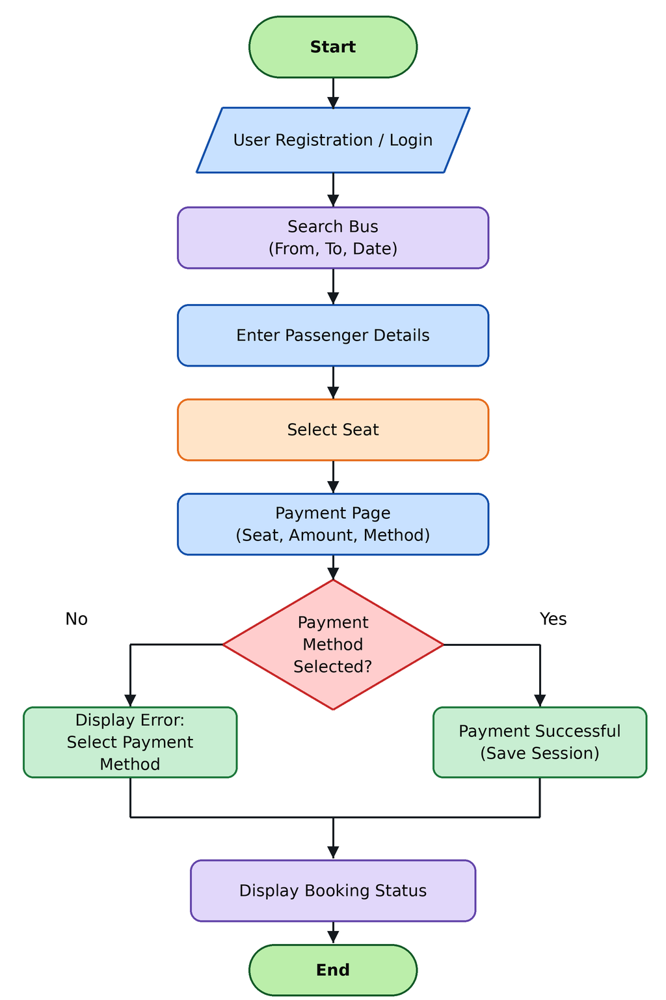 Start
User Registration / Login
Search Bus
(From, To, Date)
Enter Passenger Details
Select Seat
Payment Page
(Seat, Amount, Method)
Payment
Method
Selected?
No
Yes
Display Error:
Select Payment
Method
Payment Successful
(Save Session)
Display Booking Status
End